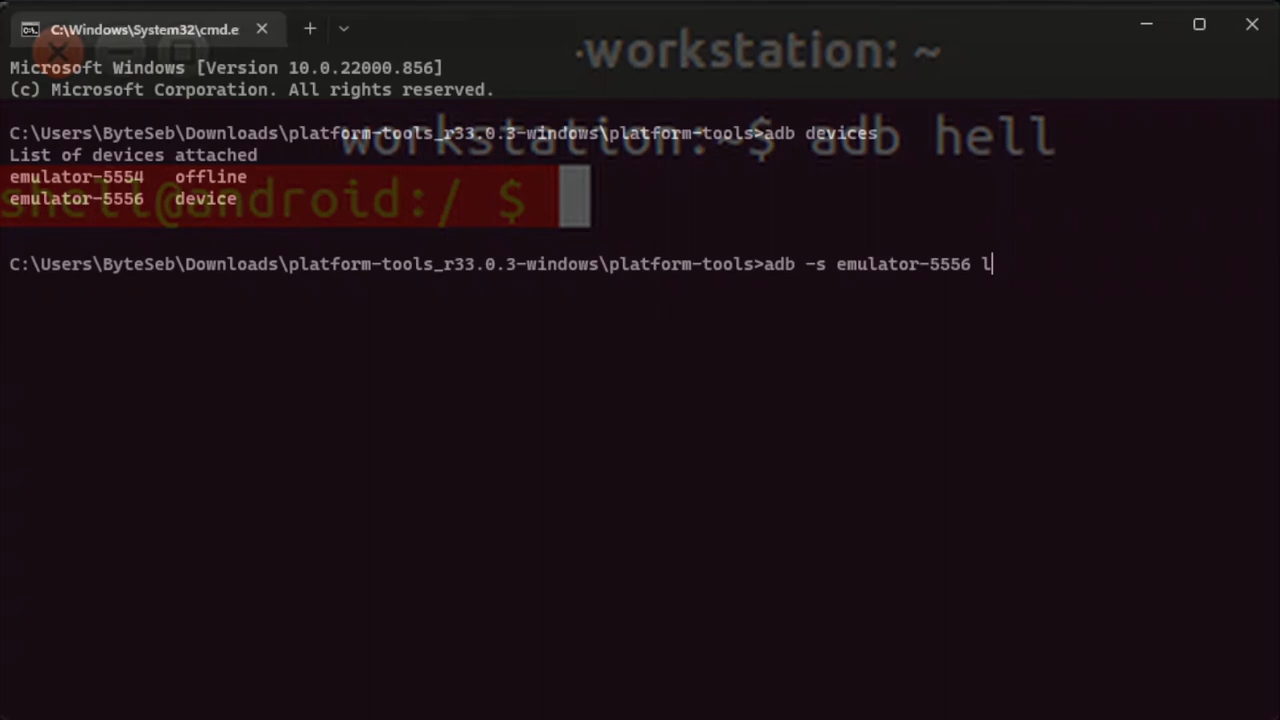 C:\Windows\System32\cmd.e
workstation: ~
Microsoft Windows [Version 10.0.22000.856]
(c) Microsoft Corporation. All rights reserved.
C:\Users\ByteSeb\Downloads\platform-tools_r33.0.3-windows\platform-tools>adb devices
workstation:~$ adb hell
List of devices attached
emulator-5554   offline
emulator-5556   device
shell@android:/ $
C:\Users\ByteSeb\Downloads\platform-tools_r33.0.3-windows\platform-tools>adb -s emulator-5556 l